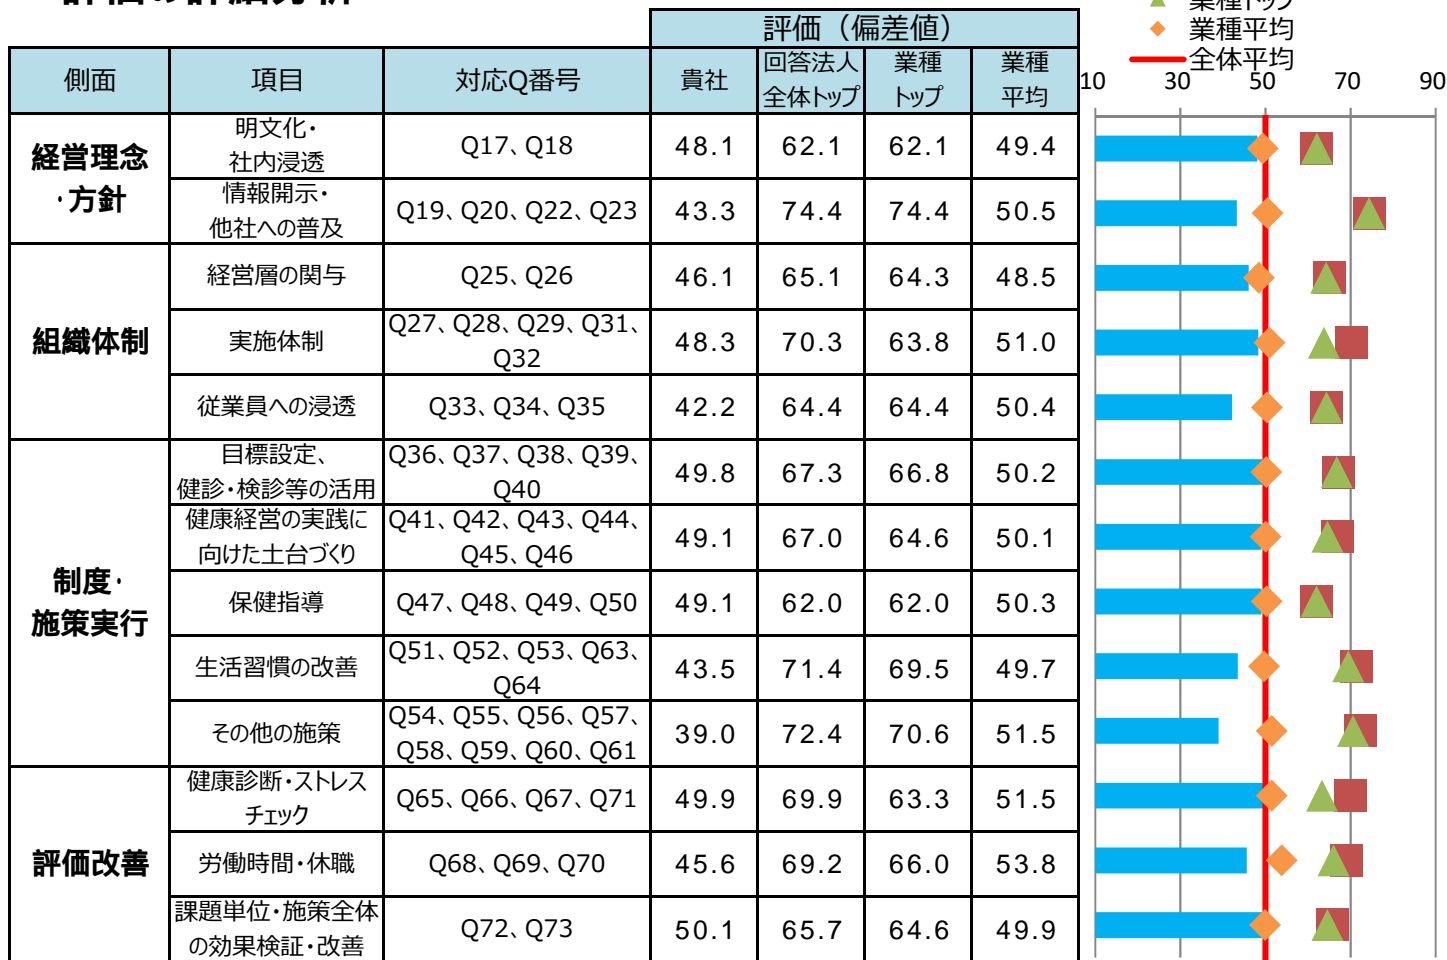 評価の詳細分析
業種トップ
業種平均
全体平均
評価（偏差値）
側面 項目 対応Q番号 貴社 回答法人全体トップ 業種トップ 業種平均
10 30 50 70 90
経営理念・方針
明文化・社内浸透 Q17、Q18 48.1 62.1 62.1 49.4
情報開示・他社への普及 Q19、Q20、Q22、Q23 43.3 74.4 74.4 50.5
組織体制
経営層の関与 Q25、Q26 46.1 65.1 64.3 48.5
実施体制 Q27、Q28、Q29、Q31、Q32 48.3 70.3 63.8 51.0
従業員への浸透 Q33、Q34、Q35 42.2 64.4 64.4 50.4
制度・施策実行
目標設定、健診・検診等の活用 Q36、Q37、Q38、Q39、Q40 49.8 67.3 66.8 50.2
健康経営の実践に向けた土台づくり Q41、Q42、Q43、Q44、Q45、Q46 49.1 67.0 64.6 50.1
保健指導 Q47、Q48、Q49、Q50 49.1 62.0 62.0 50.3
生活習慣の改善 Q51、Q52、Q53、Q63、Q64 43.5 71.4 69.5 49.7
その他の施策 Q54、Q55、Q56、Q57、Q58、Q59、Q60、Q61 39.0 72.4 70.6 51.5
評価改善
健康診断・ストレスチェック Q65、Q66、Q67、Q71 49.9 69.9 63.3 51.5
労働時間・休職 Q68、Q69、Q70 45.6 69.2 66.0 53.8
課題単位・施策全体の効果検証・改善 Q72、Q73 50.1 65.7 64.6 49.9